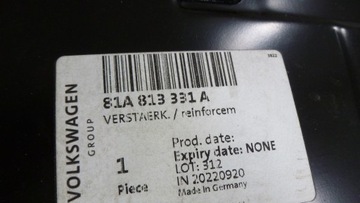 VOLKSWAGEN
GROUP
81A 813 331 A
VERSTAERK. / reinforcem
1
Piece
Prod. date:
Expiry date: NONE
LOT: 312
IN 20220920
Made in Germany